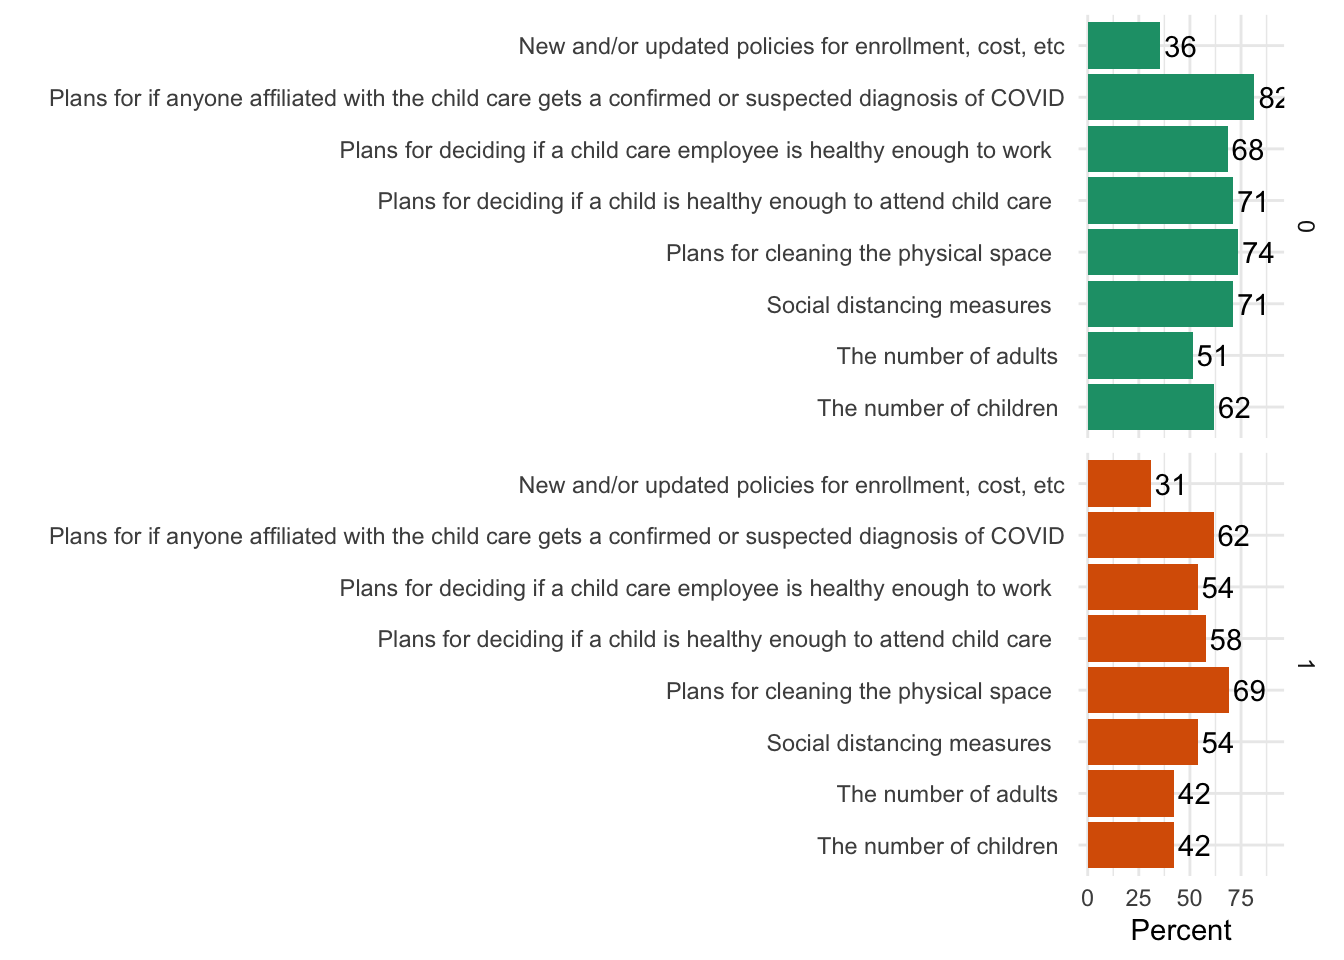 New and/or updated policies for enrollment, cost, etc 36
Plans for if anyone affiliated with the child care gets a confirmed or suspected diagnosis of COVID 82
Plans for deciding if a child care employee is healthy enough to work 68
Plans for deciding if a child is healthy enough to attend child care 71
Plans for cleaning the physical space 74
Social distancing measures 71
The number of adults 51
The number of children 62
0
New and/or updated policies for enrollment, cost, etc 31
Plans for if anyone affiliated with the child care gets a confirmed or suspected diagnosis of COVID 62
Plans for deciding if a child care employee is healthy enough to work 54
Plans for deciding if a child is healthy enough to attend child care 58
Plans for cleaning the physical space 69
Social distancing measures 54
The number of adults 42
The number of children 42
1
0 25 50 75
Percent